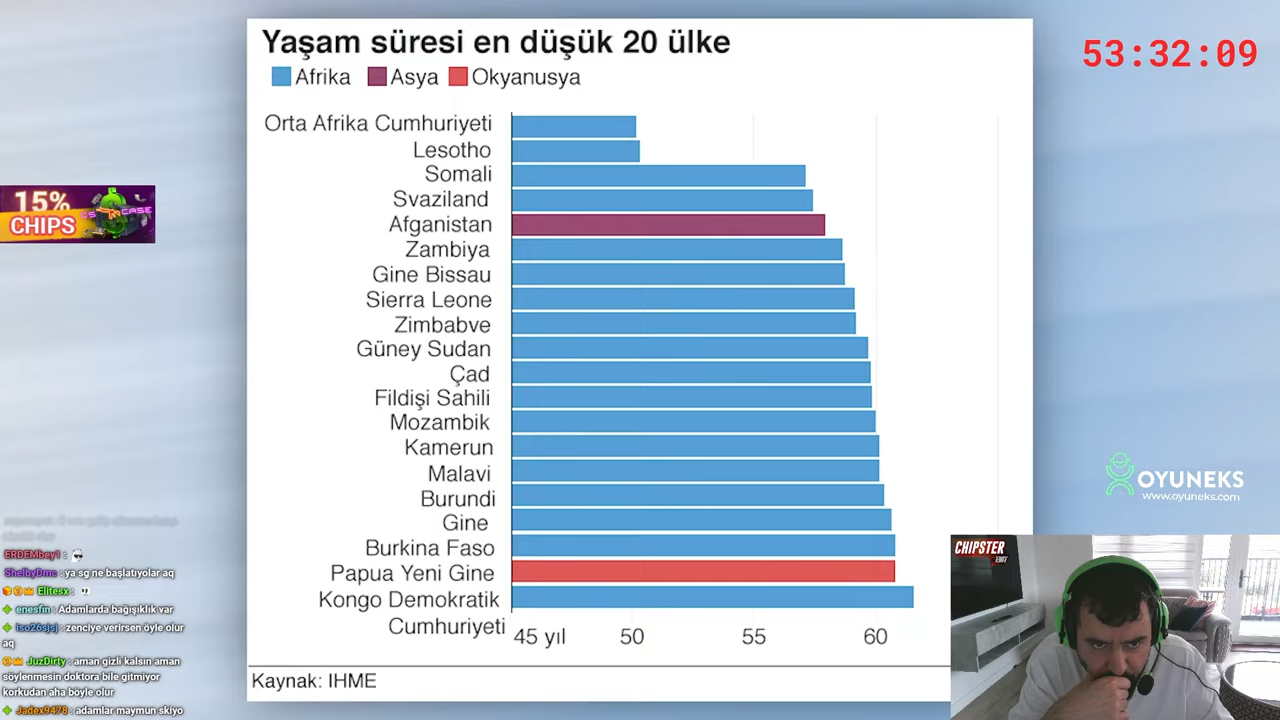 Yaşam süresi en düşük 20 ülke
Afrika Asya Okyanusya
53:32:09
Orta Afrika Cumhuriyeti
Lesotho
Somali
Svaziland
Afganistan
Zambiya
Gine Bissau
Sierra Leone
Zimbabve
Güney Sudan
Çad
Fildişi Sahili
Mozambik
Kamerun
Malavi
Burundi
Gine
Burkina Faso
Papua Yeni Gine
Kongo Demokratik
Cumhuriyeti
45 yıl 50 55 60
Kaynak: IHME
15%
CHIPS
CASE
OYUNEKS
www.oyuneks.com
CHIPSTER
ERDEMbey1 :
ShelbyDmc : ya sg ne başlatıyolar aq
Elitesx :
enesfin : Adamlarda bağışıklık var
iso26sjsj : zenciye verirsen öyle olur
aq
JuzDirty : aman gizli kalsın aman
söylenmesin doktora bile gitmiyor
korkudan aha böyle olur
Jadex9478 : adamlar maymun skiyo